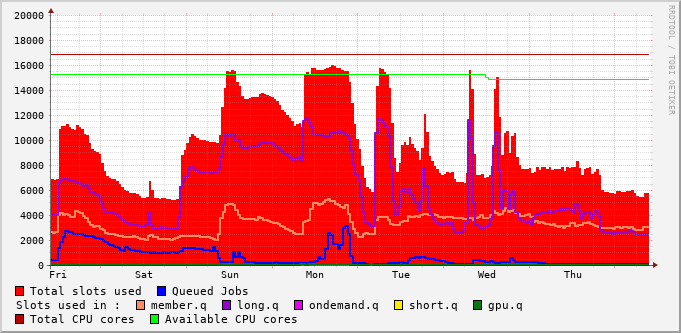 20000
18000
16000
14000
12000
10000
8000
6000
4000
2000
0
Fri Sat Sun Mon Tue Wed Thu
RRDTOOL / TOBI OETIKER
Total slots used Queued Jobs
Slots used in : member.q long.q ondemand.q short.q gpu.q
Total CPU cores Available CPU cores